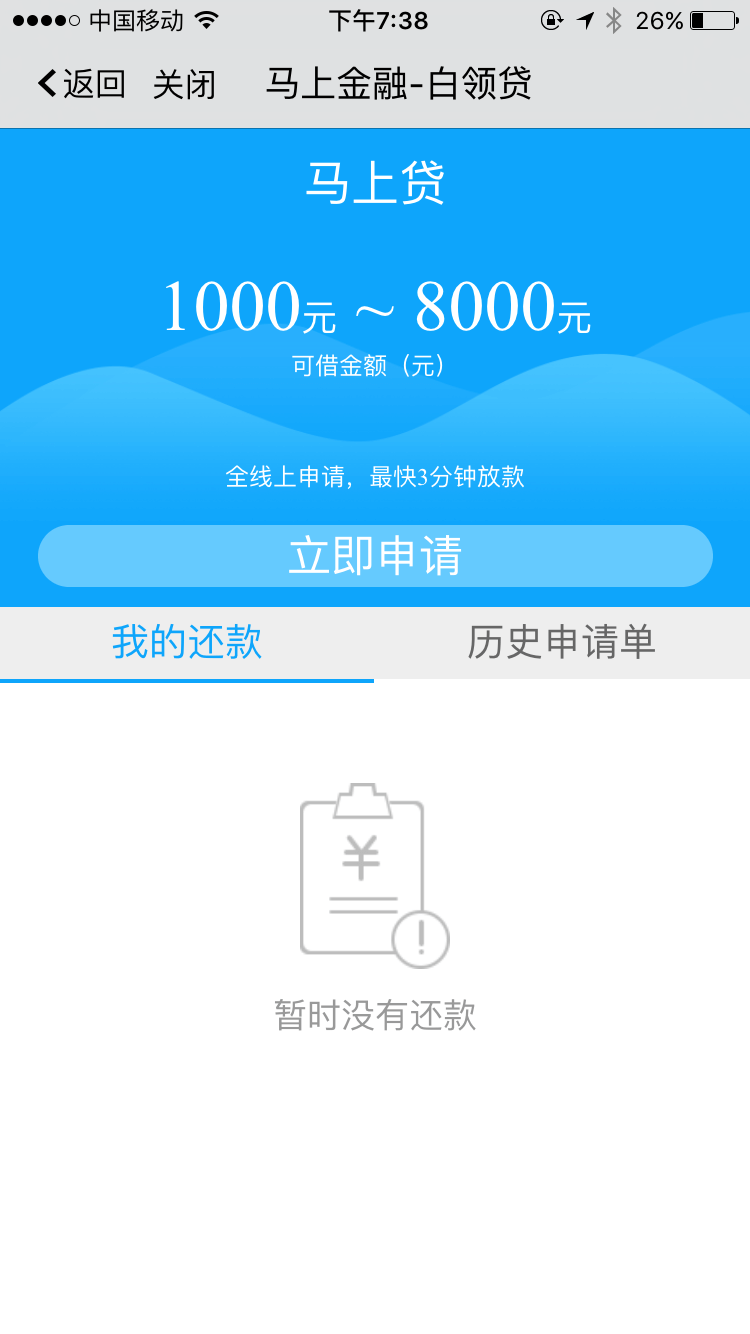 中国移动 下午7:38 26%
返回 关闭 马上金融-白领贷
马上贷
1000元 ~ 8000元
可借金额（元）
全线上申请，最快3分钟放款
立即申请
我的还款 历史申请单
¥
暂时没有还款